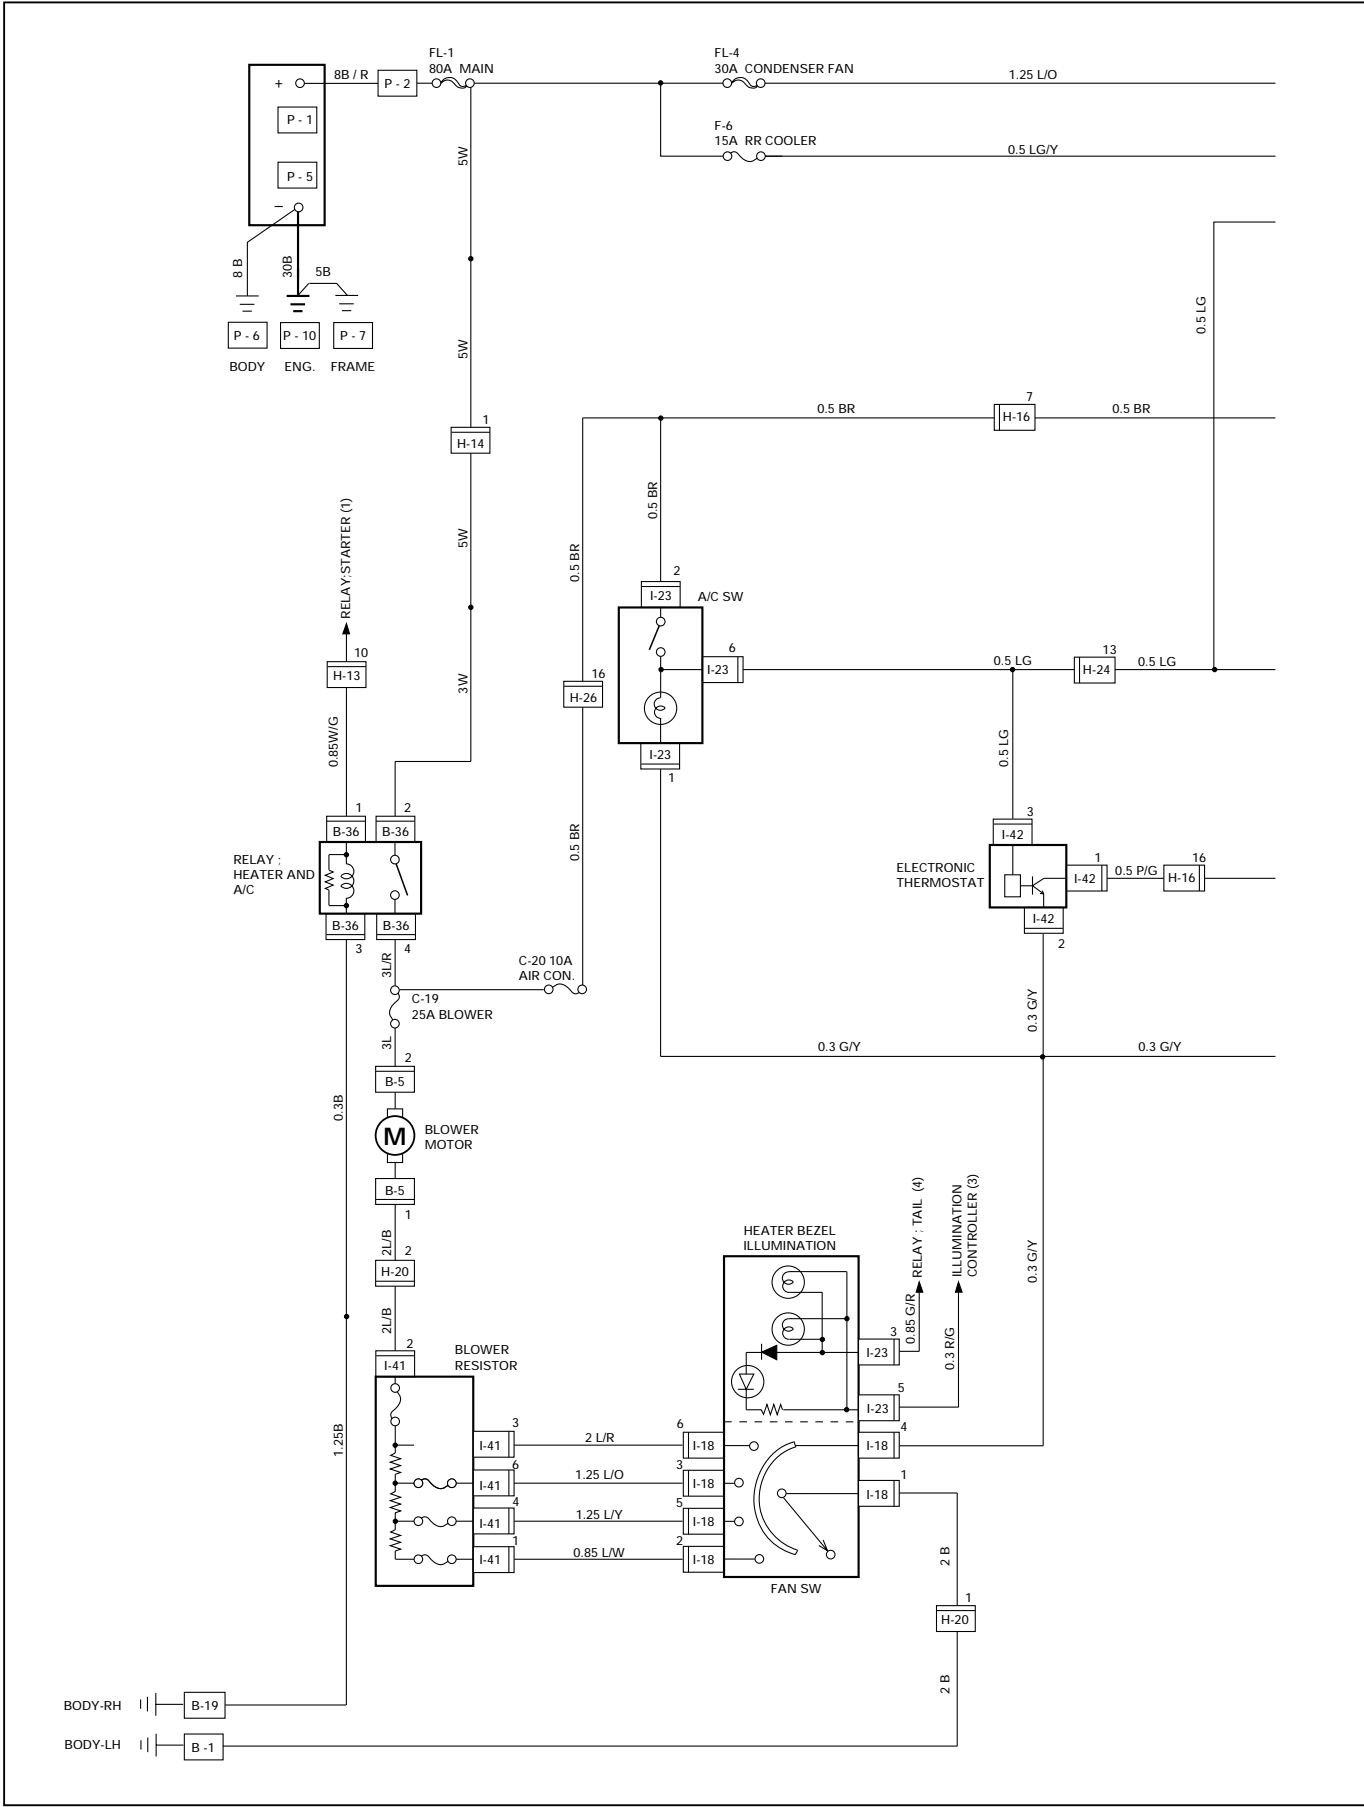 FL-1
80A MAIN
FL-4
30A CONDENSER FAN
8B / R
P - 2
1.25 L/O
+
P - 1
F-6
15A RR COOLER
0.5 LG/Y
5W
P - 5
−
8 B
30B
5B
P - 6
P - 10
P - 7
BODY
ENG.
FRAME
5W
0.5 LG
1
H-14
0.5 BR
7
H-16
0.5 BR
0.5 BR
5W
0.5 BR
RELAY;STARTER (1)
10
H-13
2
I-23
A/C SW
6
I-23
0.5 LG
13
H-24
0.5 LG
3W
16
H-26
0.85W/G
0.5 LG
I-23
1
1
B-36
2
B-36
0.5 BR
3
I-42
RELAY ;
HEATER AND
A/C
ELECTRONIC
THERMOSTAT
1
I-42
0.5 P/G
16
H-16
B-36
3
B-36
4
I-42
2
3L/R
C-20 10A
AIR CON.
C-19
25A BLOWER
0.3 G/Y
3L
0.3 G/Y
0.3 G/Y
2
B-5
0.3B
M
BLOWER
MOTOR
B-5
1
2L/B
2
H-20
2L/B
RELAY ; TAIL (4)
ILLUMINATION
CONTROLLER (3)
HEATER BEZEL
ILLUMINATION
0.3 G/Y
0.85 G/R
0.3 R/G
3
I-23
2
I-41
BLOWER
RESISTOR
5
I-23
1.25B
3
I-41
2 L/R
6
I-18
4
I-18
6
I-41
1.25 L/O
3
I-18
1
I-18
4
I-41
1.25 L/Y
5
I-18
1
I-41
0.85 L/W
2
I-18
FAN SW
2 B
1
H-20
2 B
BODY-RH
B-19
BODY-LH
B -1